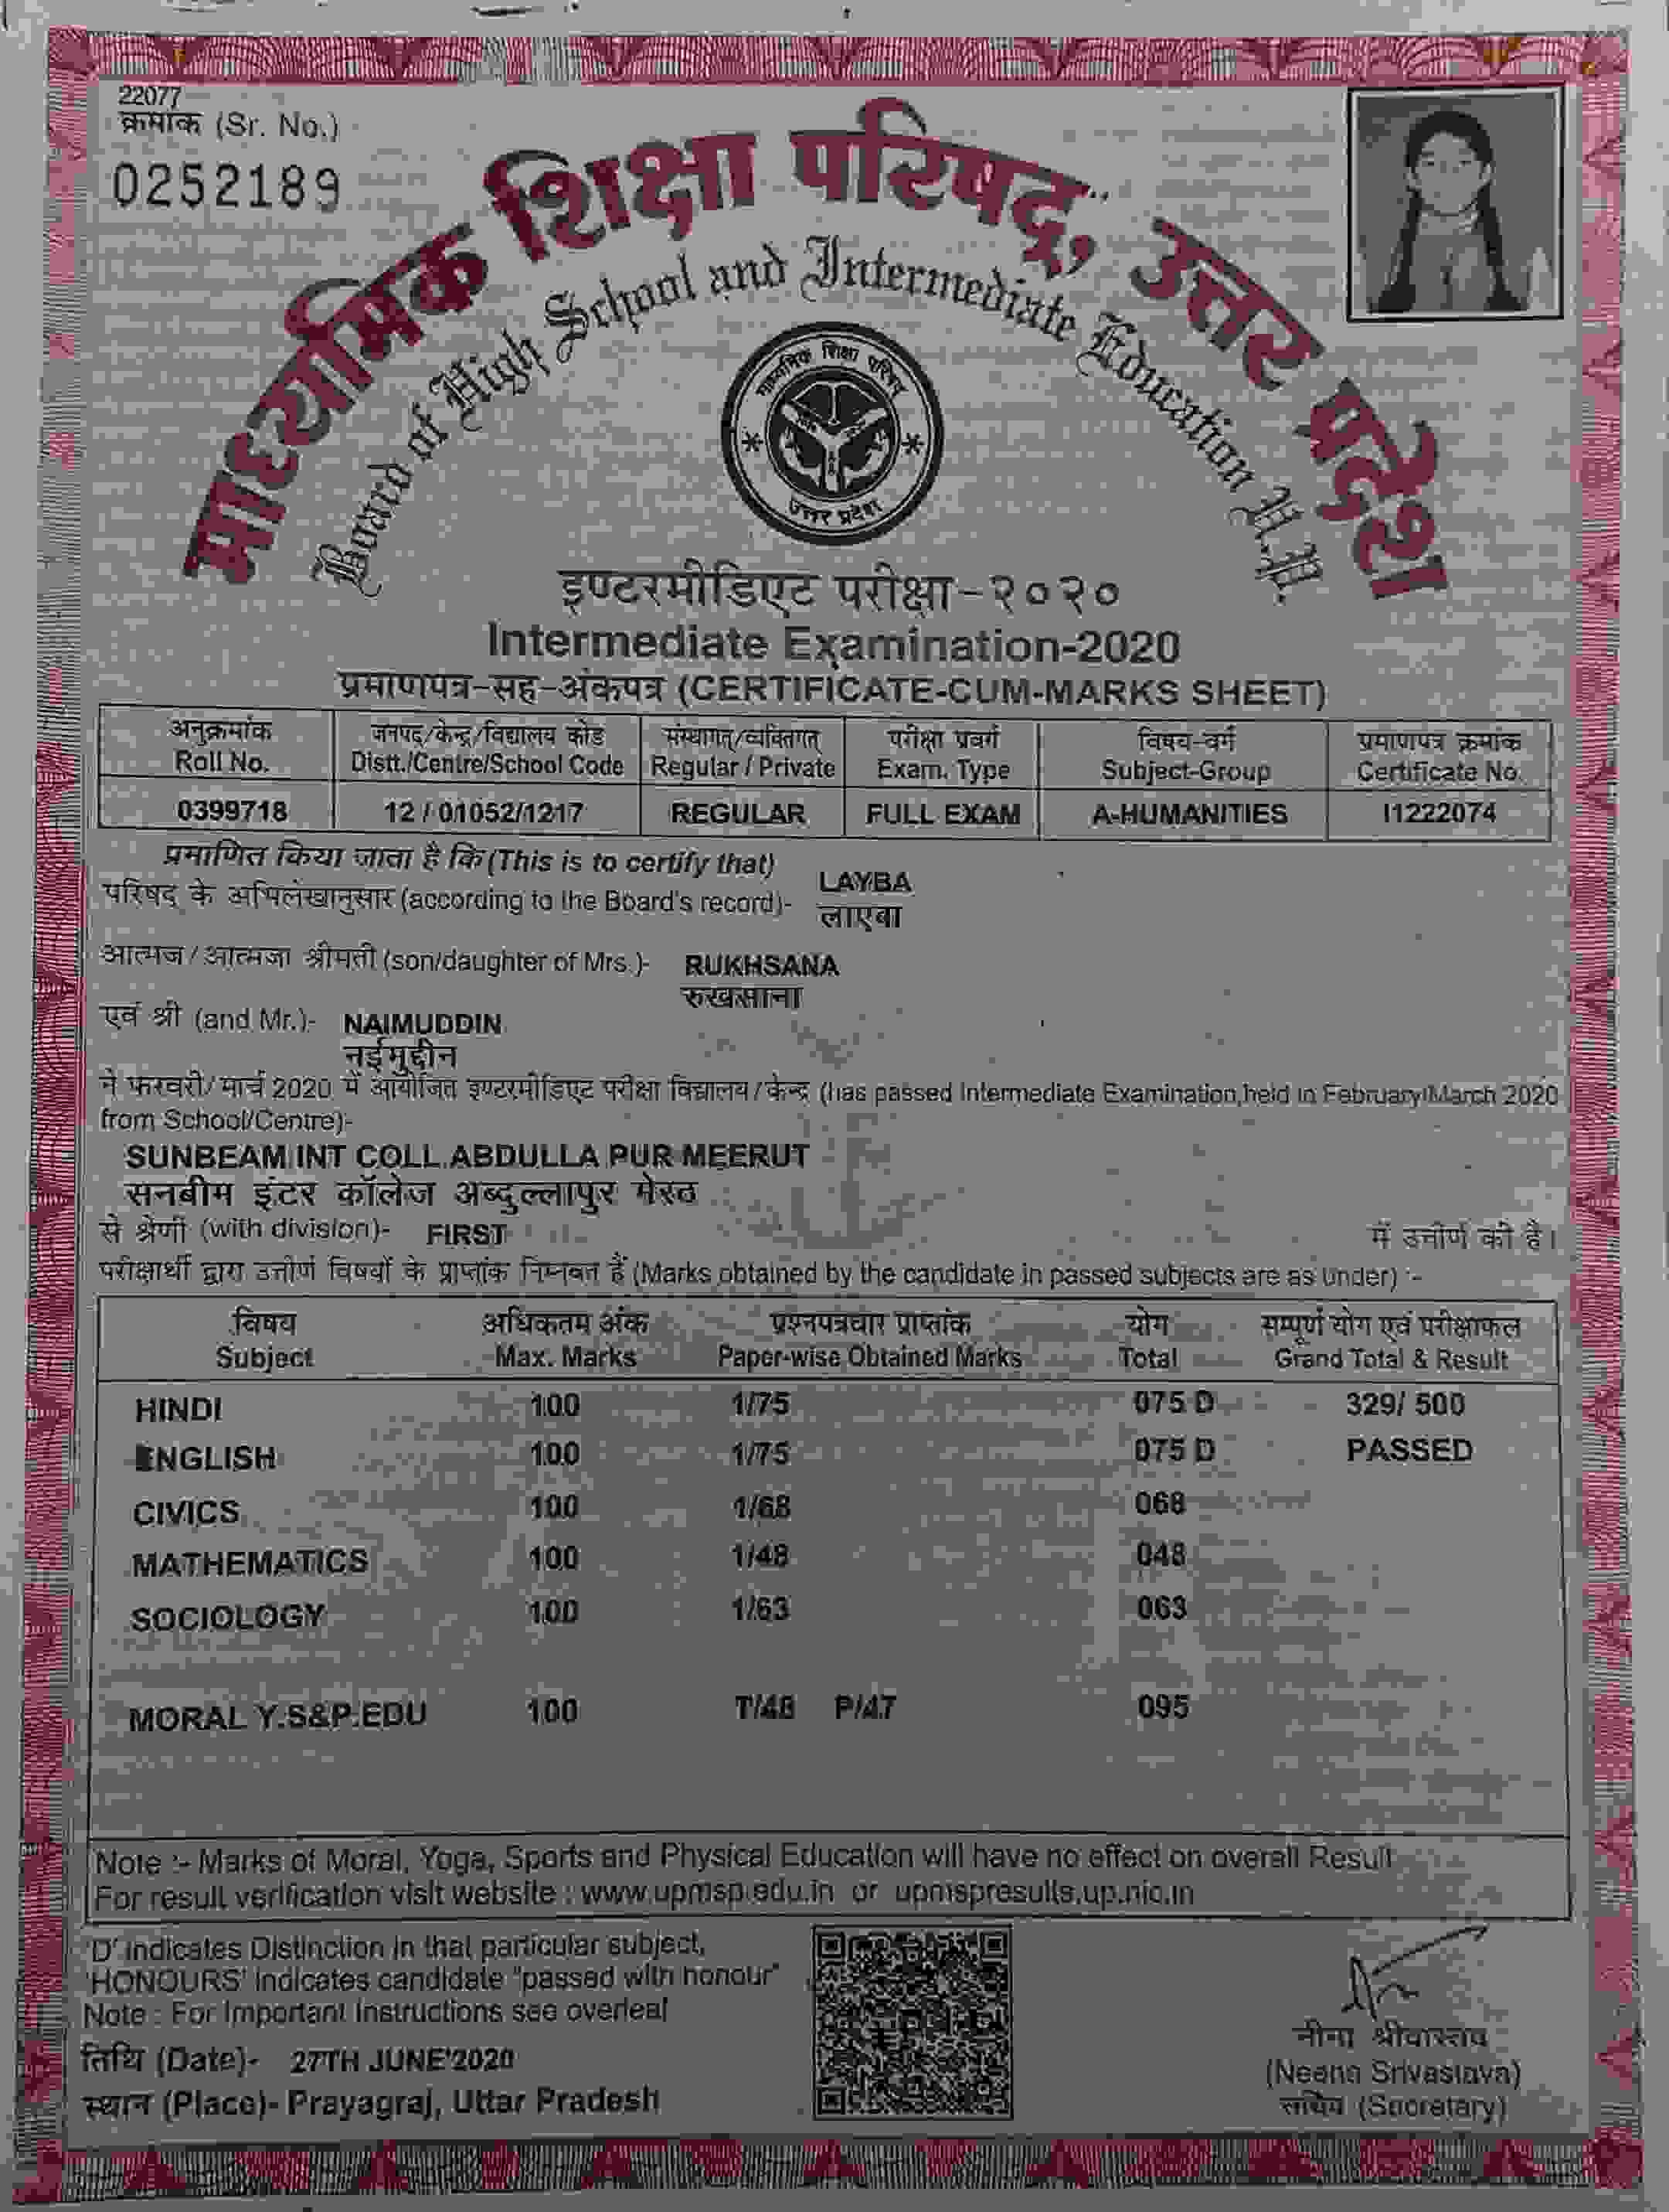 22077
क्रमांक (Sr. No.)
0252189
माध्यमिक शिक्षा परिषद्, उत्तर प्रदेश
Board of High School and Intermediate Education U.P.
माध्यमिक शिक्षा परिषद
उत्तर प्रदेश
इण्टरमीडिएट परीक्षा-२०२०
Intermediate Examination-2020
प्रमाणपत्र-सह-अंकपत्र (CERTIFICATE-CUM-MARKS SHEET)
अनुक्रमांक जनपद/केन्द्र/विद्यालय कोड संस्थागत/व्यक्तिगत परीक्षा प्रवर्ग विषय-वर्ग प्रमाणपत्र क्रमांक
Roll No. Distt./Centre/School Code Regular / Private Exam. Type Subject-Group Certificate No.
0399718 12 / 01052/1217 REGULAR FULL EXAM A-HUMANITIES I1222074
प्रमाणित किया जाता है कि (This is to certify that)
परिषद के अभिलेखानुसार (according to the Board's record)- LAYBA
लाएबा
आत्मज / आत्मजा श्रीमती (son/daughter of Mrs.)- RUKHSANA
रुखसाना
एवं श्री (and Mr.)- NAIMUDDIN
नईमुद्दीन
ने फरवरी/ मार्च 2020 में आयोजित इण्टरमीडिएट परीक्षा विद्यालय / केन्द्र (has passed Intermediate Examination,held in February/March 2020
from School/Centre)-
SUNBEAM INT COLL ABDULLA PUR MEERUT
सनबीम इंटर कॉलेज अब्दुल्लापुर मेरठ
से श्रेणी (with division)- FIRST में उत्तीर्ण की है।
परीक्षार्थी द्वारा उत्तीर्ण विषयों के प्राप्तांक निम्नवत हैं (Marks obtained by the candidate in passed subjects are as under) :-
विषय अधिकतम अंक प्रश्नपत्रवार प्राप्तांक योग सम्पूर्ण योग एवं परीक्षाफल
Subject Max. Marks Paper-wise Obtained Marks Total Grand Total & Result
HINDI 100 1/75 075 D 329/ 500
ENGLISH 100 1/75 075 D PASSED
CIVICS 100 1/68 068
MATHEMATICS 100 1/48 048
SOCIOLOGY 100 1/63 063
MORAL Y.S&P.EDU 100 T/48 P/47 095
Note :- Marks of Moral, Yoga, Sports and Physical Education will have no effect on overall Result
For result verification visit website : www.upmsp.edu.in or upmspresults.up.nic.in
'D' indicates Distinction in that particular subject,
'HONOURS' indicates candidate "passed with honour"
Note : For Important Instructions see overleaf
तिथि (Date)- 27TH JUNE'2020
स्थान (Place)- Prayagraj, Uttar Pradesh
नीना श्रीवास्तव
(Neena Srivastava)
सचिव (Secretary)